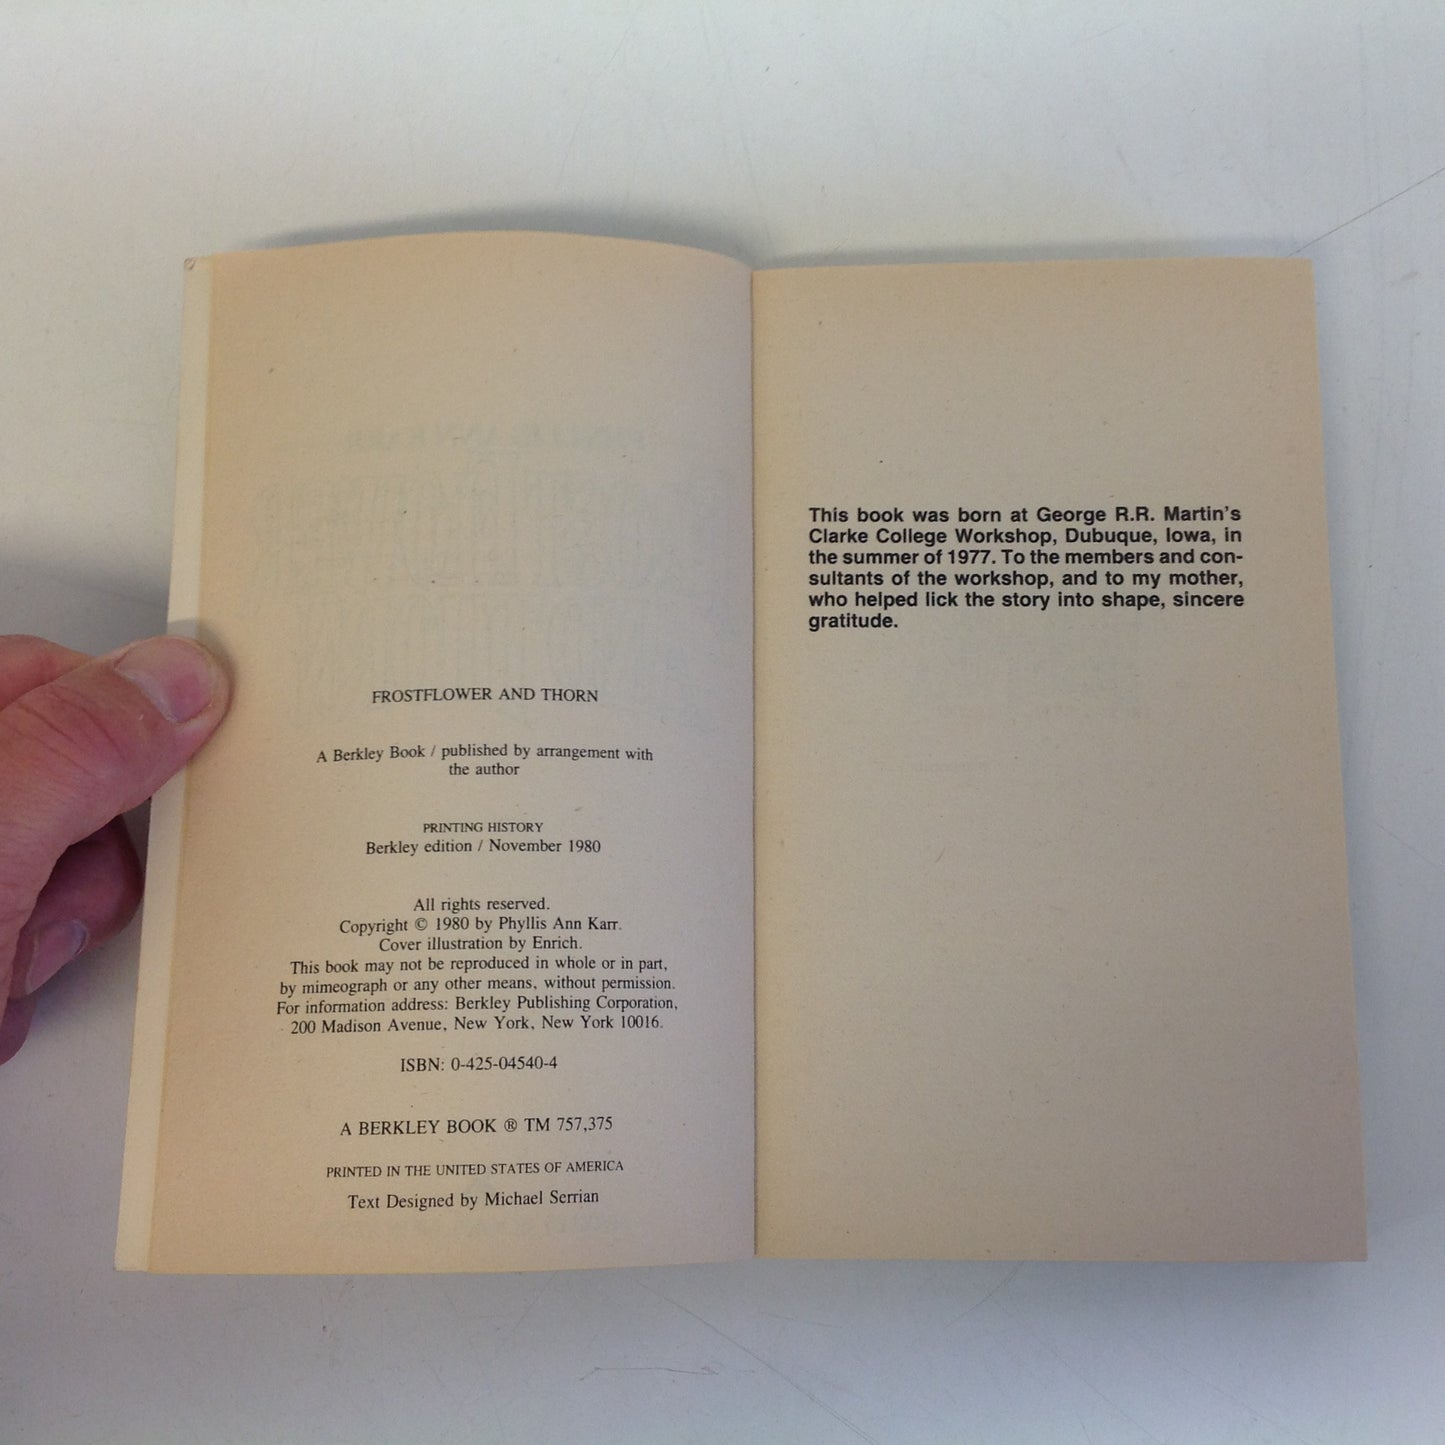 FROSTFLOWER AND THORN
A Berkley Book / published by arrangement with
the author
PRINTING HISTORY
Berkley edition / November 1980
All rights reserved.
Copyright © 1980 by Phyllis Ann Karr.
Cover illustration by Enrich.
This book may not be reproduced in whole or in part,
by mimeograph or any other means, without permission.
For information address: Berkley Publishing Corporation,
200 Madison Avenue, New York, New York 10016.
ISBN: 0-425-04540-4
A BERKLEY BOOK ® TM 757,375
PRINTED IN THE UNITED STATES OF AMERICA
Text Designed by Michael Serrian
This book was born at George R.R. Martin's
Clarke College Workshop, Dubuque, Iowa, in
the summer of 1977. To the members and con-
sultants of the workshop, and to my mother,
who helped lick the story into shape, sincere
gratitude.